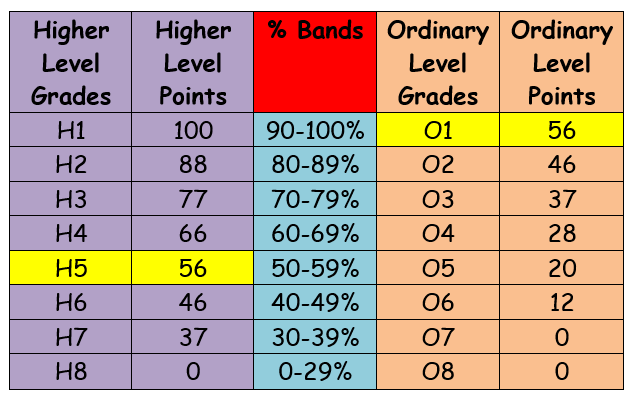 Higher Level Grades Higher Level Points % Bands Ordinary Level Grades Ordinary Level Points
H1 100 90-100% O1 56
H2 88 80-89% O2 46
H3 77 70-79% O3 37
H4 66 60-69% O4 28
H5 56 50-59% O5 20
H6 46 40-49% O6 12
H7 37 30-39% O7 0
H8 0 0-29% O8 0